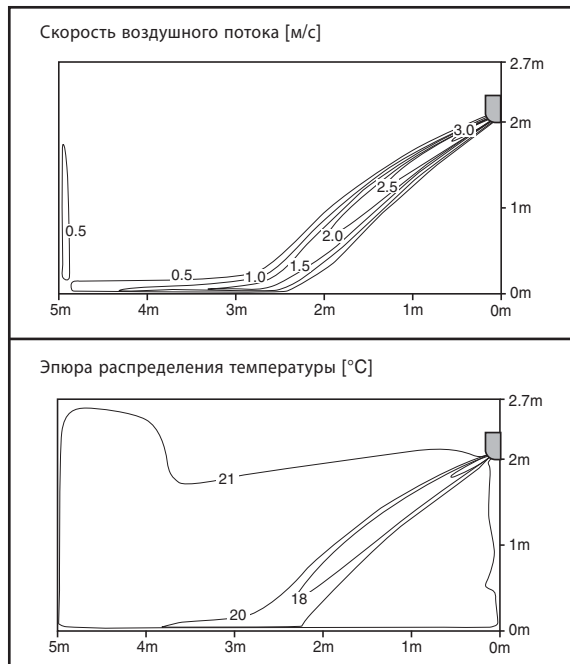 Скорость воздушного потока [м/с]
2.7m
2m
3.0
2.5
0.5
1m
2.0
1.5
0.5
1.0
0m
5m 4m 3m 2m 1m 0m
Эпюра распределения температуры [°C]
2.7m
2m
21
1m
18
20
0m
5m 4m 3m 2m 1m 0m